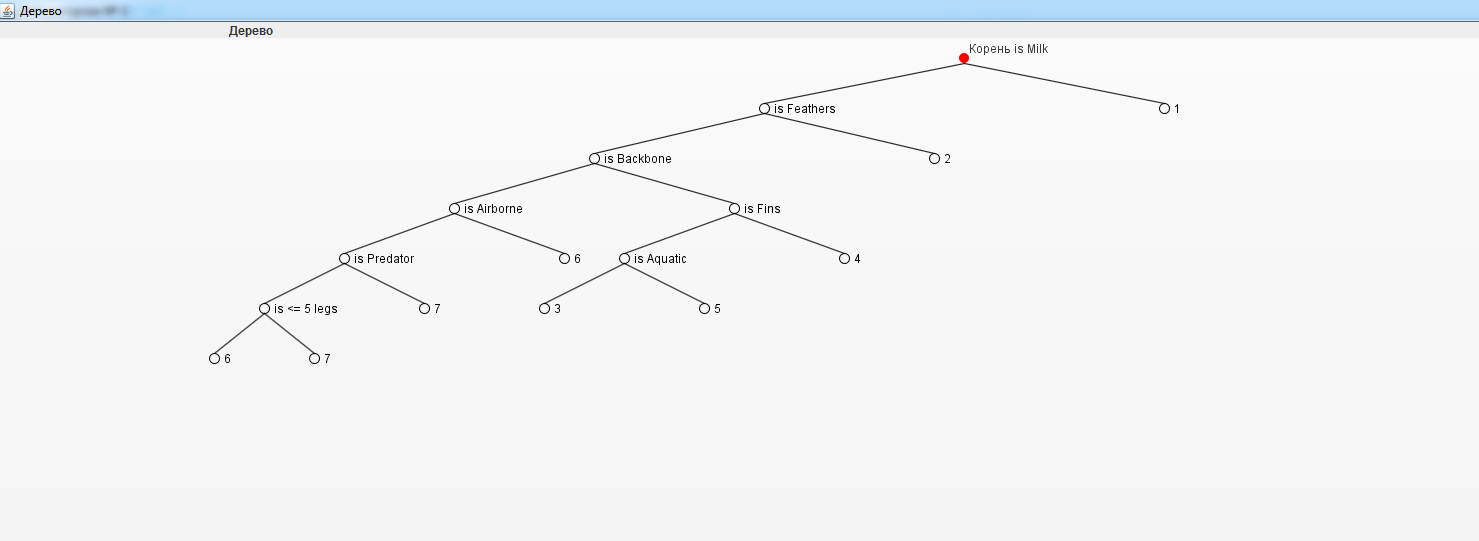 Дерево
Дерево
Корень is Milk
is Feathers
1
is Backbone
2
is Airborne
is Fins
is Predator
6
is Aquatic
4
is <= 5 legs
7
3
5
6
7